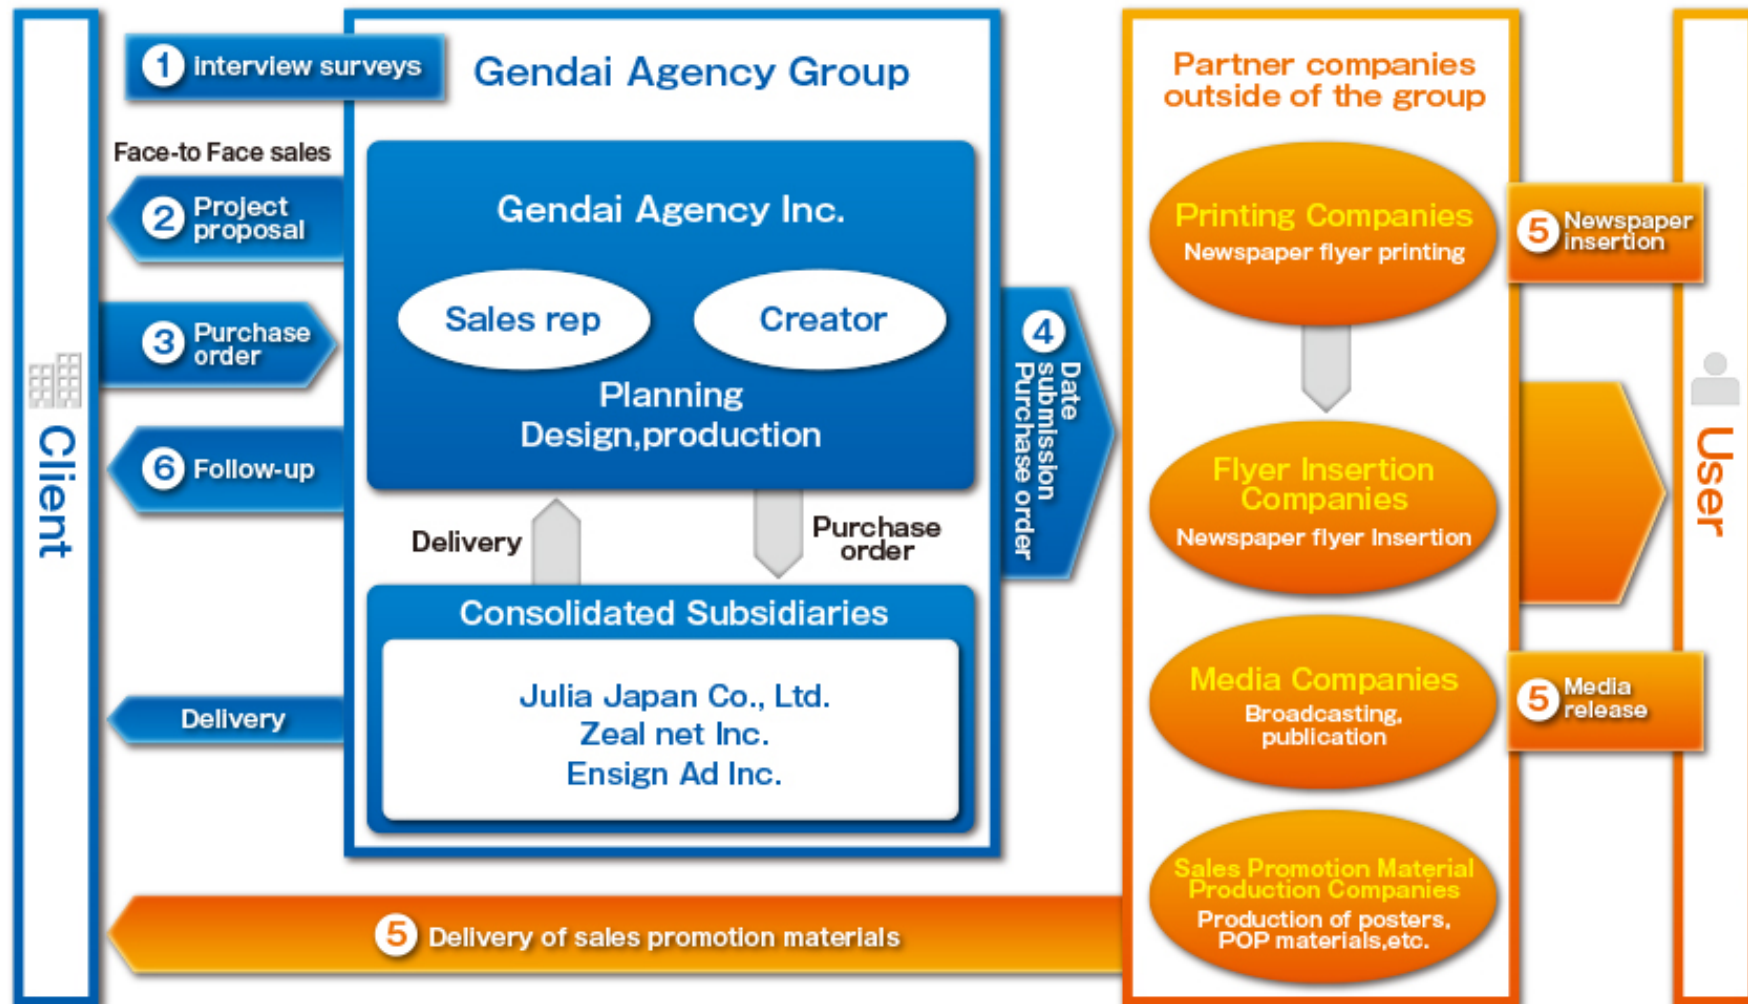 Client
1 Interview surveys
Face-to Face sales
2 Project
proposal
3 Purchase
order
6 Follow-up
Delivery
Gendai Agency Group
Gendai Agency Inc.
Sales rep
Creator
Planning
Design,production
Delivery
Purchase
order
Consolidated Subsidiaries
Julia Japan Co., Ltd.
Zeal net Inc.
Ensign Ad Inc.
4
Date
submission
Purchase order
Partner companies
outside of the group
Printing Companies
Newspaper flyer printing
Flyer Insertion
Companies
Newspaper flyer Insertion
Media Companies
Broadcasting,
publication
Sales Promotion Material
Production Companies
Production of posters,
POP materials,etc.
5 Newspaper
insertion
5 Media
release
5 Delivery of sales promotion materials
User